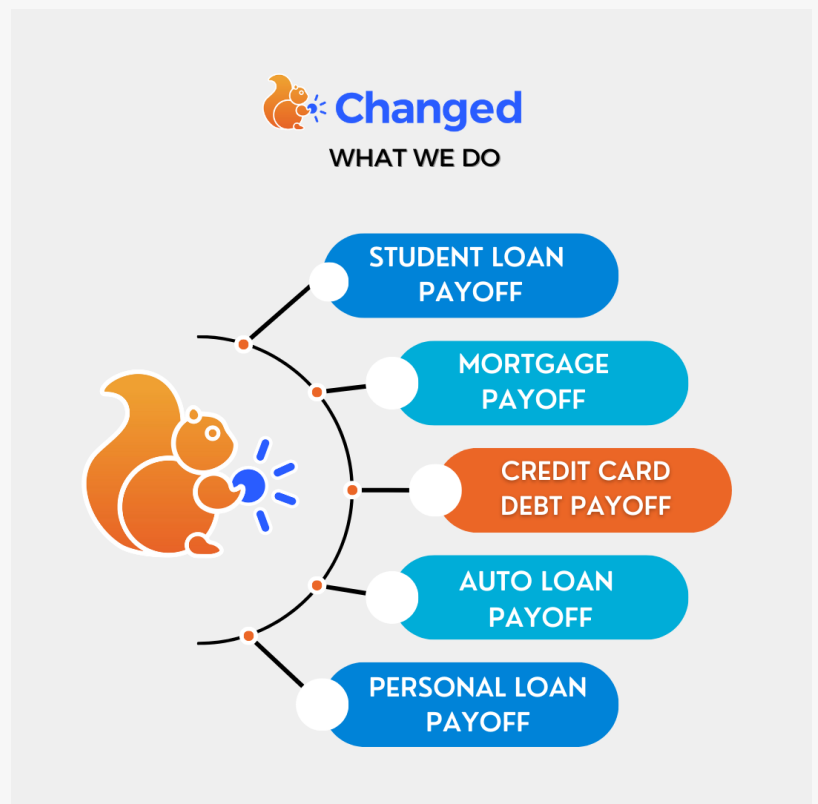 Changed
WHAT WE DO
STUDENT LOAN
PAYOFF
MORTGAGE
PAYOFF
CREDIT CARD
DEBT PAYOFF
AUTO LOAN
PAYOFF
PERSONAL LOAN
PAYOFF